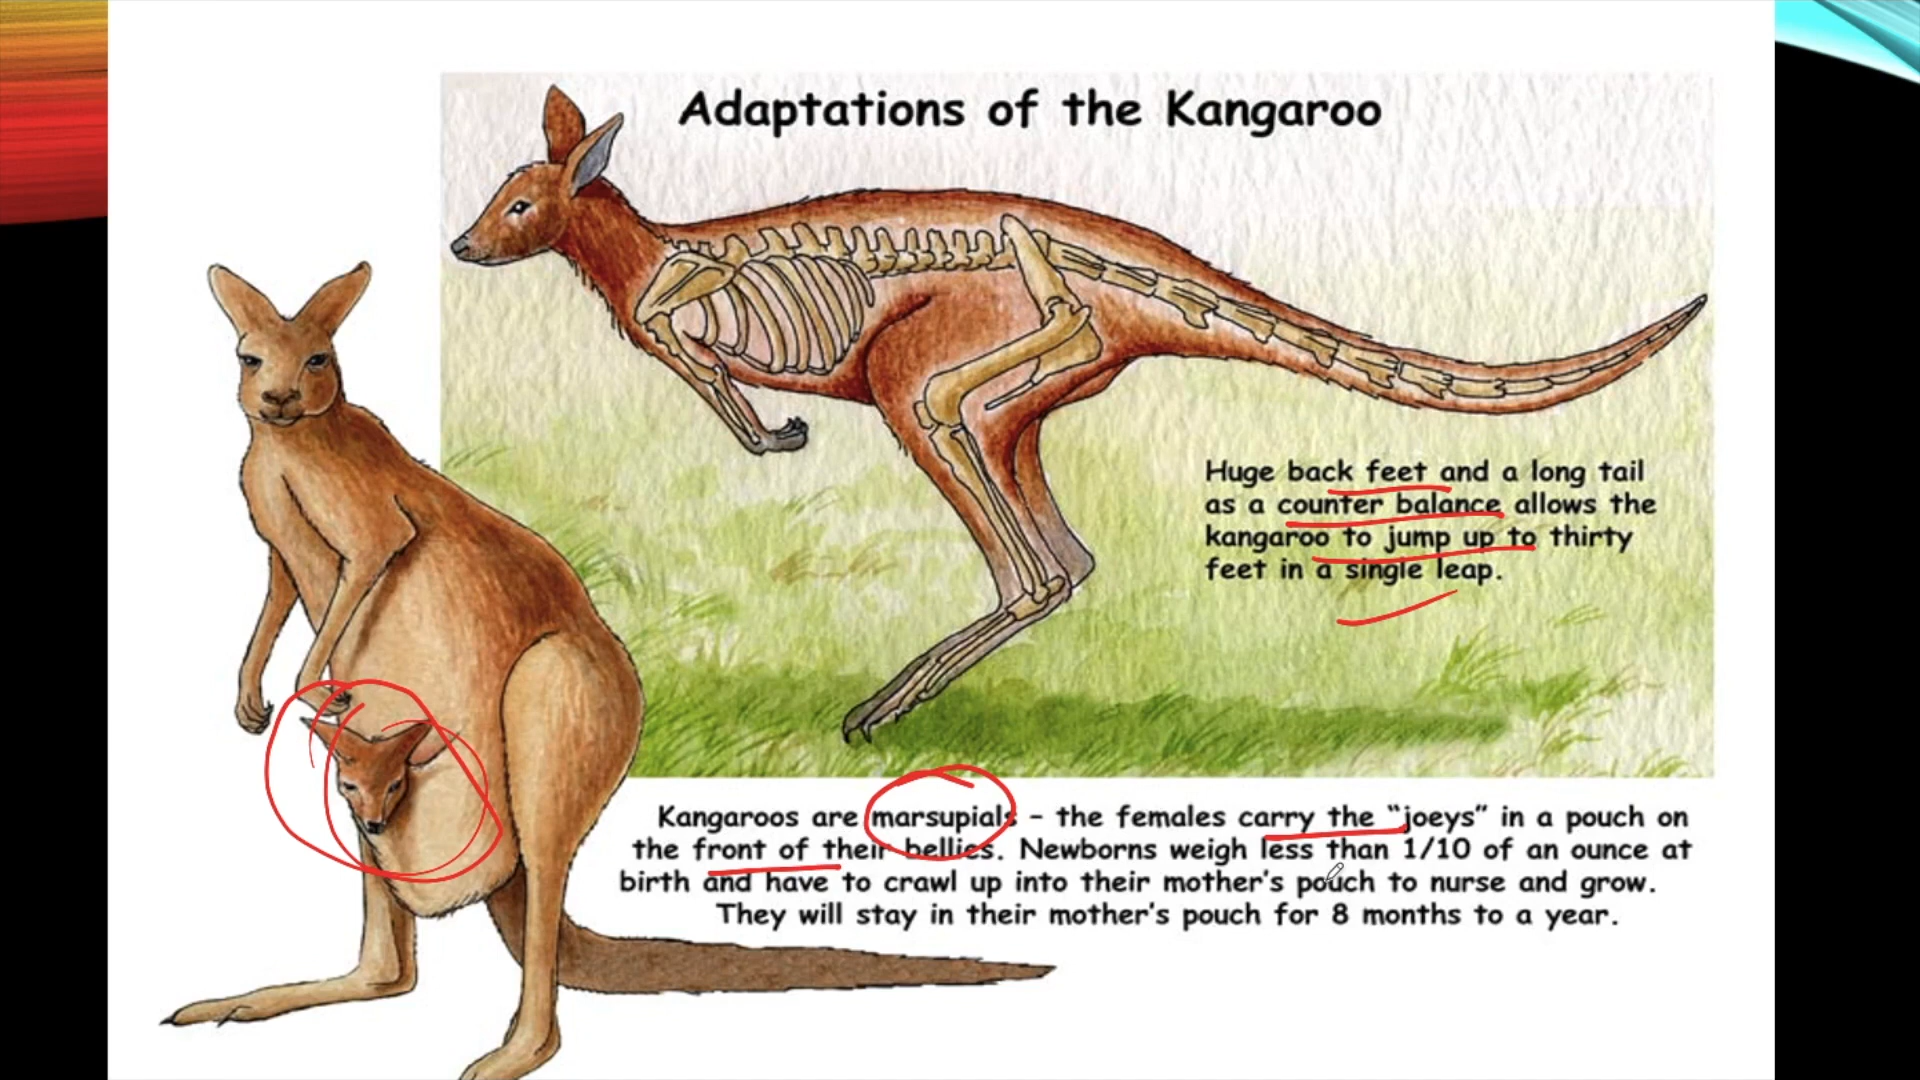 Adaptations of the Kangaroo
Huge back feet and a long tail
as a counter balance allows the
kangaroo to jump up to thirty
feet in a single leap.
Kangaroos are marsupials – the females carry the “joeys” in a pouch on
the front of their bellies. Newborns weigh less than 1/10 of an ounce at
birth and have to crawl up into their mother’s pouch to nurse and grow.
They will stay in their mother’s pouch for 8 months to a year.